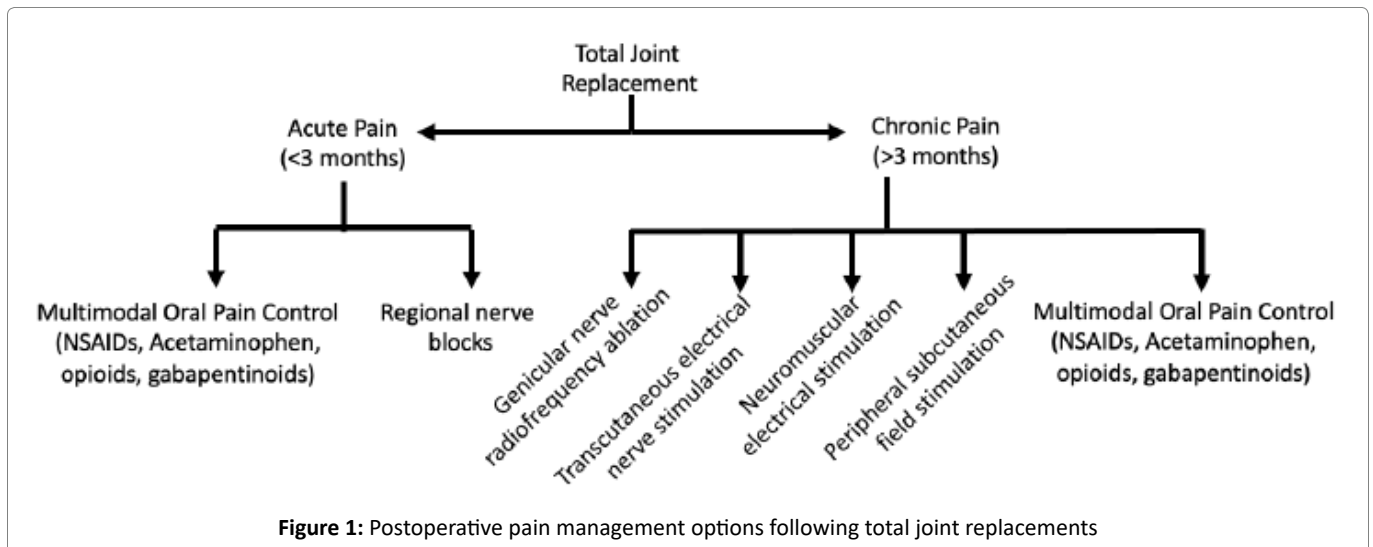 Total Joint
Replacement
Acute Pain
(<3 months)
Chronic Pain
(>3 months)
Multimodal Oral Pain Control
(NSAIDs, Acetaminophen,
opioids, gabapentinoids)
Regional nerve
blocks
Genicular nerve
radiofrequency ablation
Transcutaneous electrical
nerve stimulation
Neuromuscular
electrical stimulation
Peripheral subcutaneous
field stimulation
Multimodal Oral Pain Control
(NSAIDs, Acetaminophen,
opioids, gabapentinoids)
Figure 1: Postoperative pain management options following total joint replacements